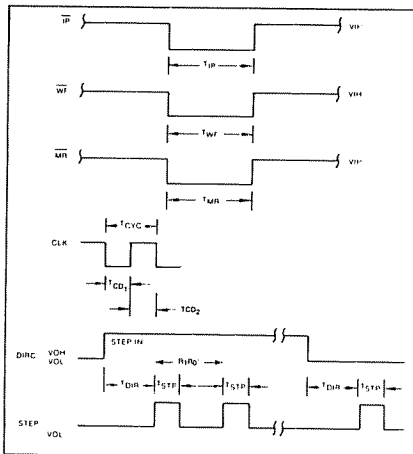 IP VIH
TIP
WF VIH
TWF
MR VIH
TMR
TCYC
CLK
TCD1
TCD2
STEP IN
DIRC VOH
VOL
R1R0
TDIR TSTP TSTP TDIR TSTP
STEP
VOL